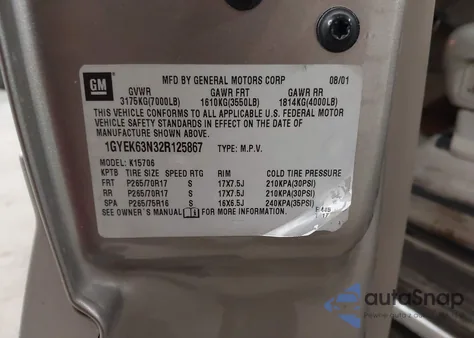 GM
MFD BY GENERAL MOTORS CORP 08/01
GVWR GAWR FRT GAWR RR
3175KG(7000LB) 1610KG(3550LB) 1814KG(4000LB)
THIS VEHICLE CONFORMS TO ALL APPLICABLE U.S. FEDERAL MOTOR
VEHICLE SAFETY STANDARDS IN EFFECT ON THE DATE OF
MANUFACTURE SHOWN ABOVE.
1GYEK63N32R125867 TYPE: M.P.V.
MODEL: K15706
KPTB TIRE SIZE SPEED RTG RIM COLD TIRE PRESSURE
FRT P265/70R17 S 17X7.5J 210KPA(30PSI)
RR P265/70R17 S 17X7.5J 210KPA(30PSI)
SPA P265/75R16 S 16X6.5J 240KPA(35PSI)
SEE OWNER'S MANUAL FOR MORE INFORMATION.
autaSnap